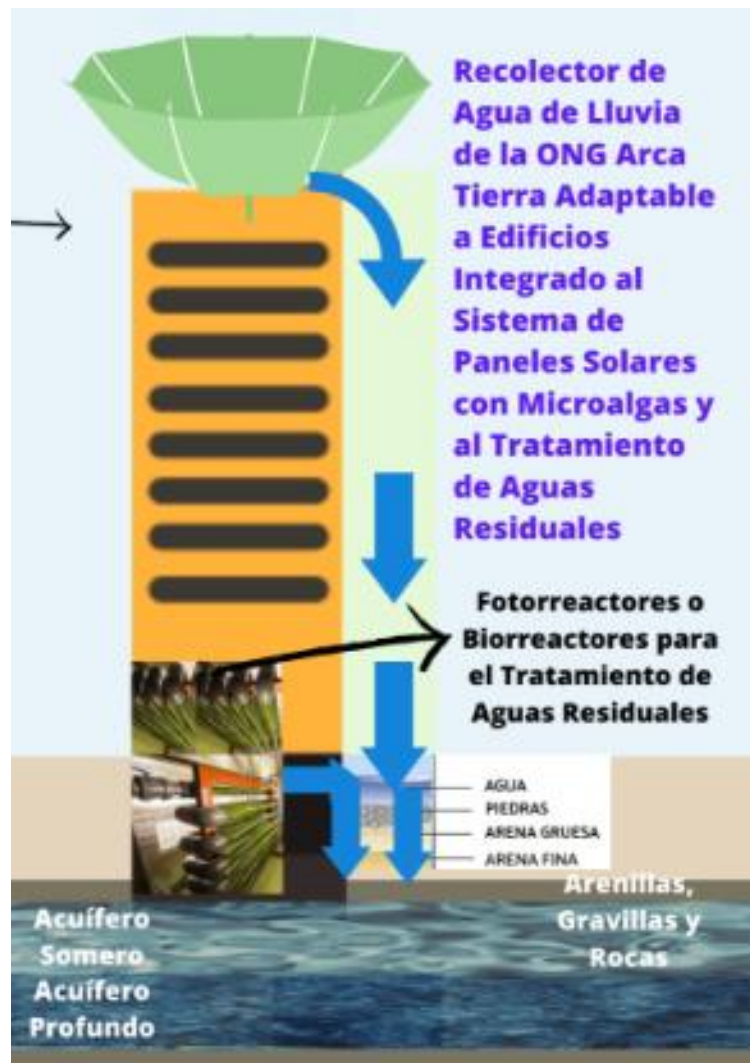 Recolector de
Agua de Lluvia
de la ONG Arca
Tierra Adaptable
a Edificios
Integrado al
Sistema de
Paneles Solares
con Microalgas y
al Tratamiento
de Aguas
Residuales
Fotorreactores o
Biorreactores para
el Tratamiento de
Aguas Residuales
AGUA
PIEDRAS
ARENA GRUESA
ARENA FINA
Arenillas,
Gravillas y
Rocas
Acuífero
Somero
Acuífero
Profundo